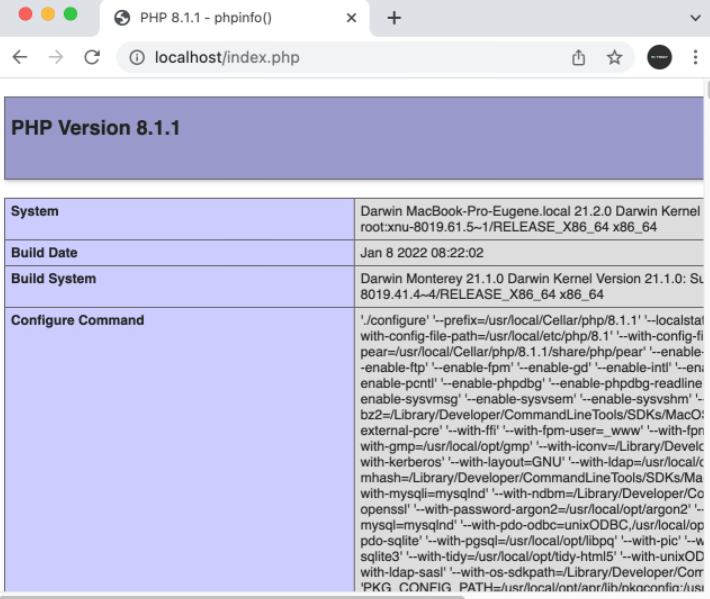 PHP 8.1.1 - phpinfo()
localhost/index.php
PHP Version 8.1.1
System
Darwin MacBook-Pro-Eugene.local 21.2.0 Darwin Kernel
root:xnu-8019.61.5~1/RELEASE_X86_64 x86_64
Build Date
Jan 8 2022 08:22:02
Build System
Darwin Monterey 21.1.0 Darwin Kernel Version 21.1.0: Su
8019.41.4~4/RELEASE_X86_64 x86_64
Configure Command
'./configure' '--prefix=/usr/local/Cellar/php/8.1.1' '--localstat
with-config-file-path=/usr/local/etc/php/8.1' '--with-config-fi
pear=/usr/local/Cellar/php/8.1.1/share/php/pear' '--enable-
-enable-ftp' '--enable-fpm' '--enable-gd' '--enable-intl' '--ena
enable-pcntl' '--enable-phpdbg' '--enable-phpdbg-readline
enable-sysvmsg' '--enable-sysvsem' '--enable-sysvshm' '-
bz2=/Library/Developer/CommandLineTools/SDKs/MacO
external-pcre' '--with-ffi' '--with-fpm-user=_www' '--with-fpm
with-gmp=/usr/local/opt/gmp' '--with-iconv=/Library/Develo
with-kerberos' '--with-layout=GNU' '--with-ldap=/usr/local/o
mhash=/Library/Developer/CommandLineTools/SDKs/Ma
with-mysqli=mysqlnd' '--with-ndbm=/Library/Developer/Co
openssl' '--with-password-argon2=/usr/local/opt/argon2' '--
mysql=mysqlnd' '--with-pdo-odbc=unixODBC,/usr/local/op
pdo-sqlite' '--with-pgsql=/usr/local/opt/libpq' '--with-pic' '--w
sqlite3' '--with-tidy=/usr/local/opt/tidy-html5' '--with-unixOD
with-ldap-sasl' '--with-os-sdkpath=/Library/Developer/Com
'PKG_CONFIG_PATH=/usr/local/opt/apr/lib/pkgconfig:/us